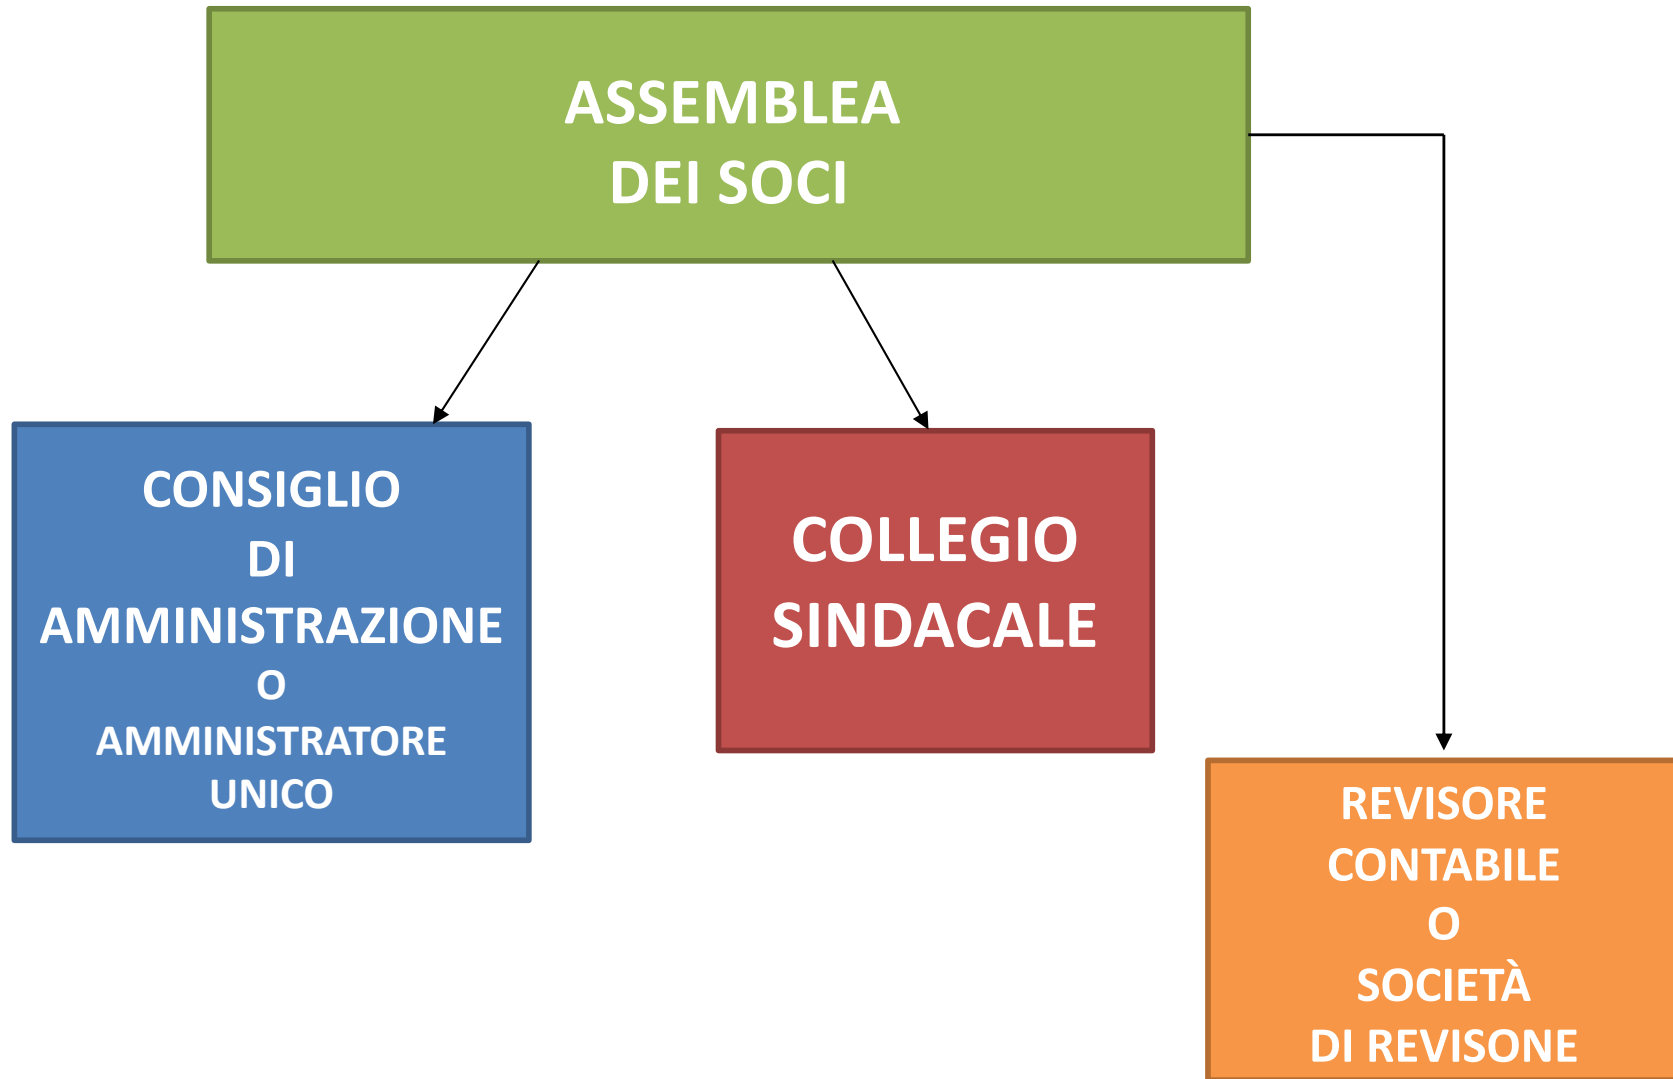 ASSEMBLEA
DEI SOCI
CONSIGLIO
DI
AMMINISTRAZIONE
O
AMMINISTRATORE
UNICO
COLLEGIO
SINDACALE
REVISORE
CONTABILE
O
SOCIETÀ
DI REVISONE